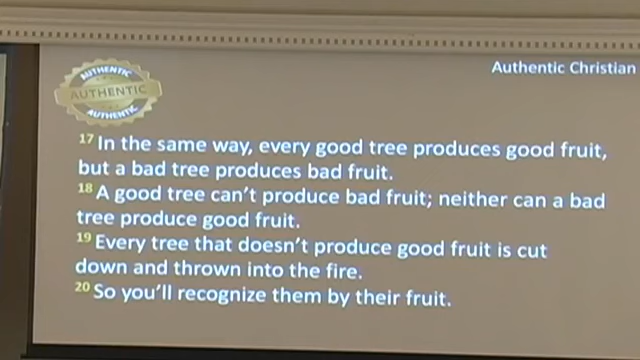 Authentic Christian
AUTHENTIC
AUTHENTIC
AUTHENTIC
17 In the same way, every good tree produces good fruit,
but a bad tree produces bad fruit.
18 A good tree can't produce bad fruit; neither can a bad
tree produce good fruit.
19 Every tree that doesn't produce good fruit is cut
down and thrown into the fire.
20 So you'll recognize them by their fruit.